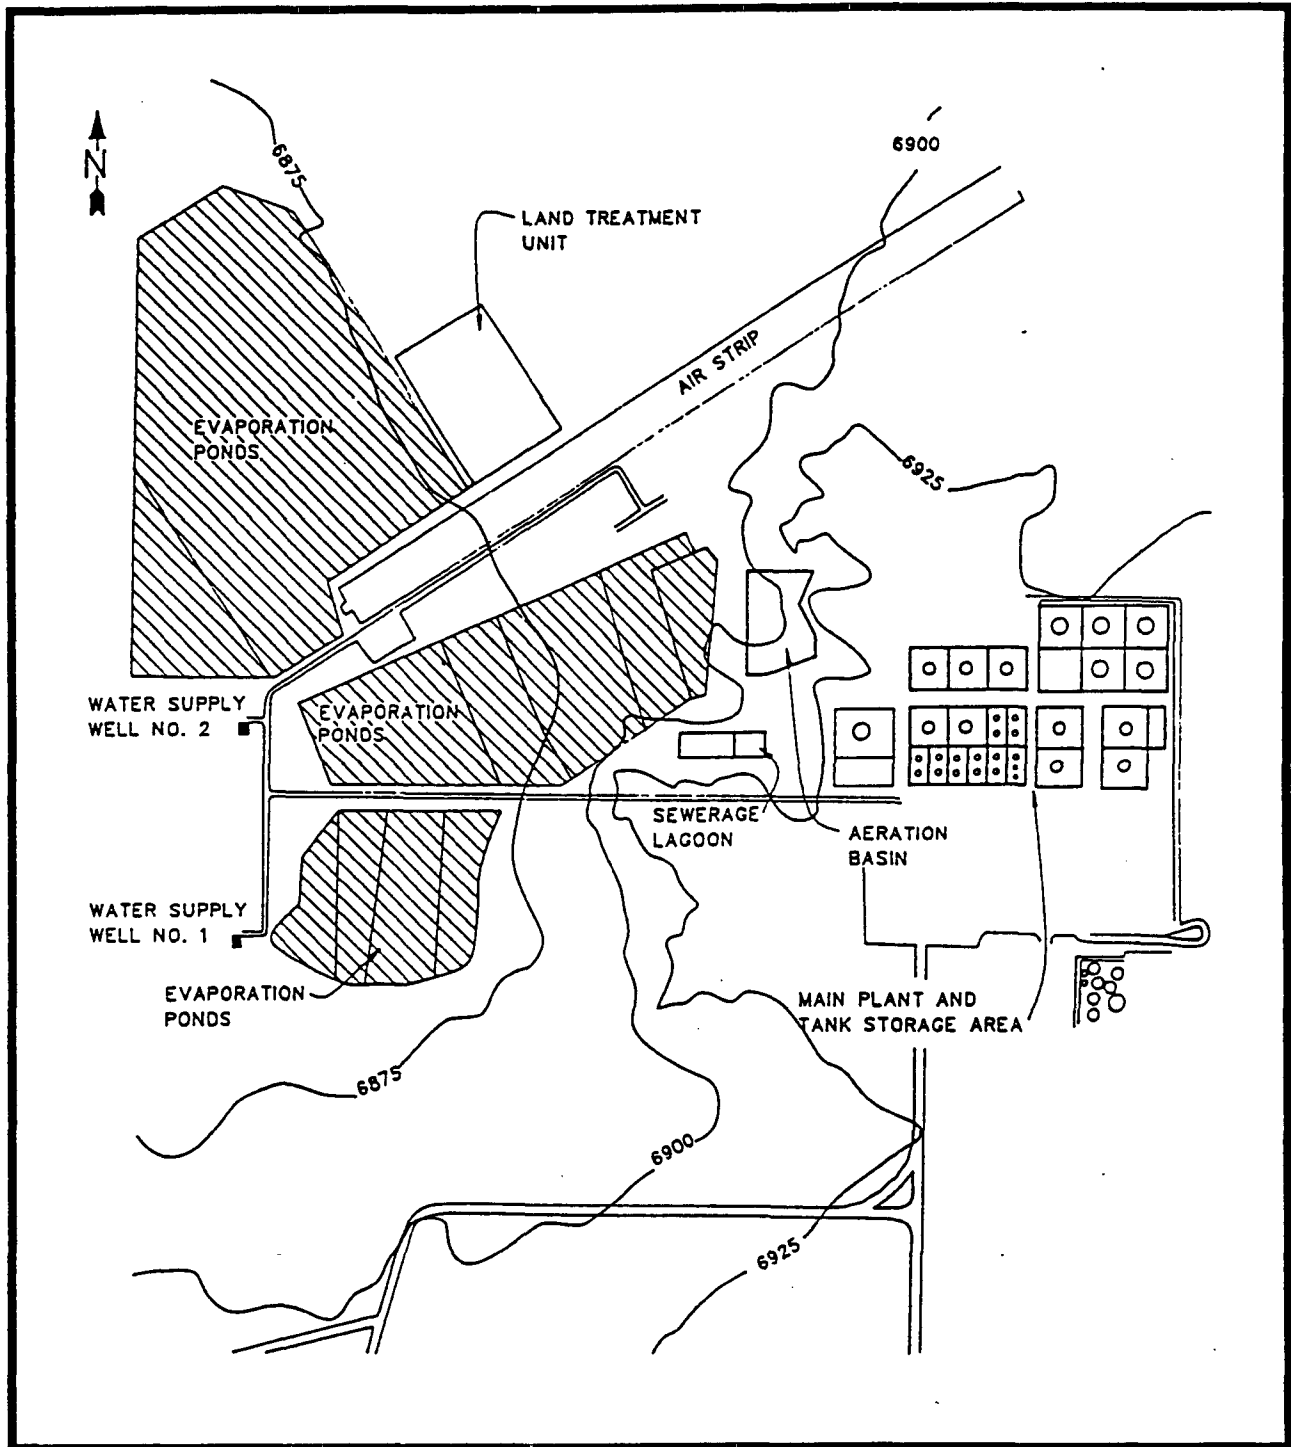 6900
N
6875
LAND TREATMENT
UNIT
AIR STRIP
EVAPORATION
PONDS
6925
WATER SUPPLY
WELL NO. 2
EVAPORATION
PONDS
SEWERAGE
LAGOON
AERATION
BASIN
WATER SUPPLY
WELL NO. 1
EVAPORATION
PONDS
MAIN PLANT AND
TANK STORAGE AREA
6875
6900
6925